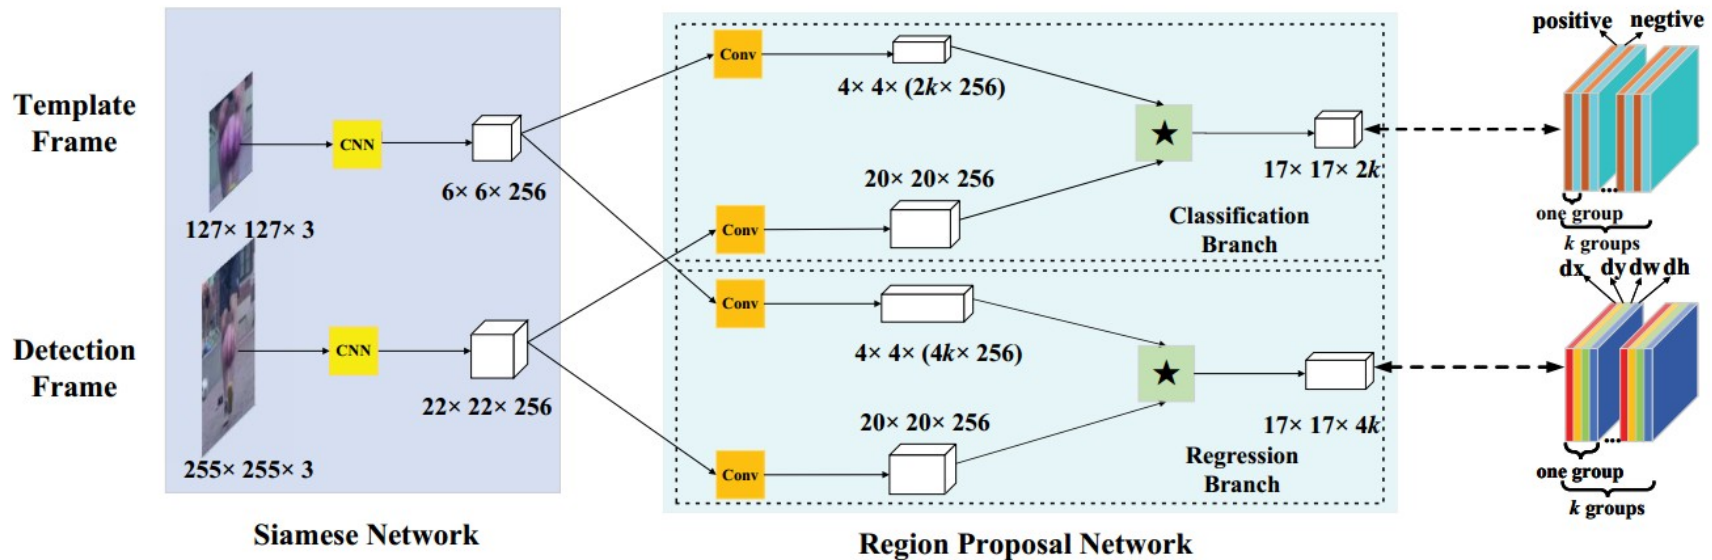 Template
Frame
127× 127× 3
CNN
6× 6× 256
Detection
Frame
255× 255× 3
CNN
22× 22× 256
Siamese Network
Conv
4× 4× (2k× 256)
★
17× 17× 2k
20× 20× 256
Conv
Classification
Branch
Conv
4× 4× (4k× 256)
★
17× 17× 4k
20× 20× 256
Conv
Regression
Branch
Region Proposal Network
positive negtive
...
one group
k groups
dx dy dw dh
...
one group
k groups